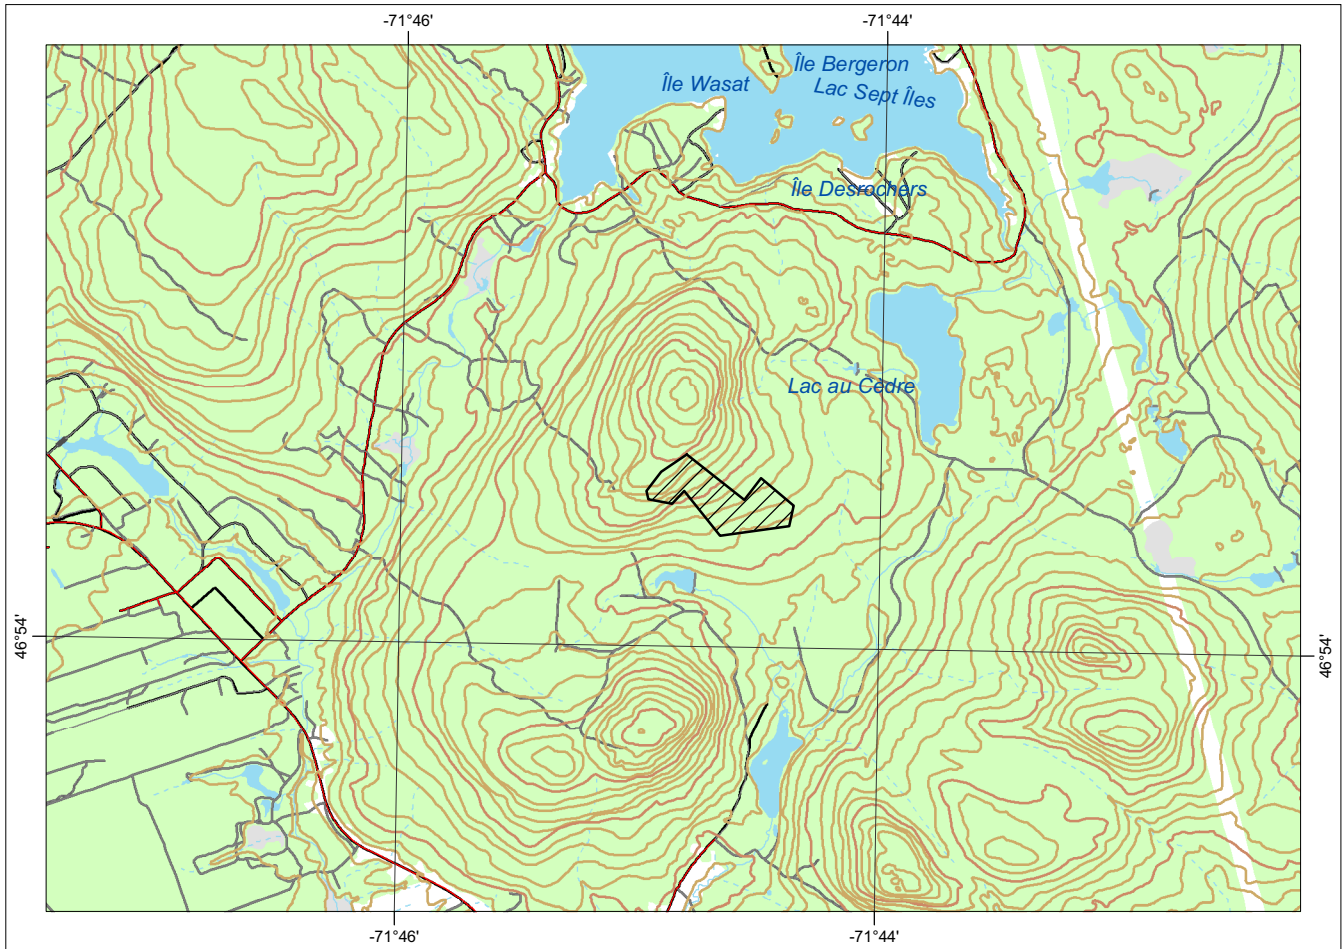 -71°46'
-71°44'
Île Bergeron
Île Wasat
Lac Sept Îles
Île Desrochers
Lac au Cèdre
46°54'
46°54'
-71°46'
-71°44'